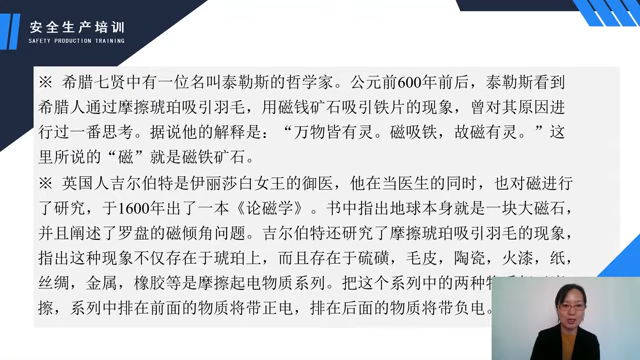 安全生产培训
SAFETY PRODUCTION TRAINING
※ 希腊七贤中有一位名叫泰勒斯的哲学家。公元前600年前后，泰勒斯看到
希腊人通过摩擦琥珀吸引羽毛，用磁钱矿石吸引铁片的现象，曾对其原因进
行过一番思考。据说他的解释是：“万物皆有灵。磁吸铁，故磁有灵。”这
里所说的“磁”就是磁铁矿石。
※ 英国人吉尔伯特是伊丽莎白女王的御医，他在当医生的同时，也对磁进行
了研究，于1600年出了一本《论磁学》。书中指出地球本身就是一块大磁石，
并且阐述了罗盘的磁倾角问题。吉尔伯特还研究了摩擦琥珀吸引羽毛的现象，
指出这种现象不仅存在于琥珀上，而且存在于硫磺，毛皮，陶瓷，火漆，纸，
丝绸，金属，橡胶等是摩擦起电物质系列。把这个系列中的两种物质
擦，系列中排在前面的物质将带正电，排在后面的物质将带负电。